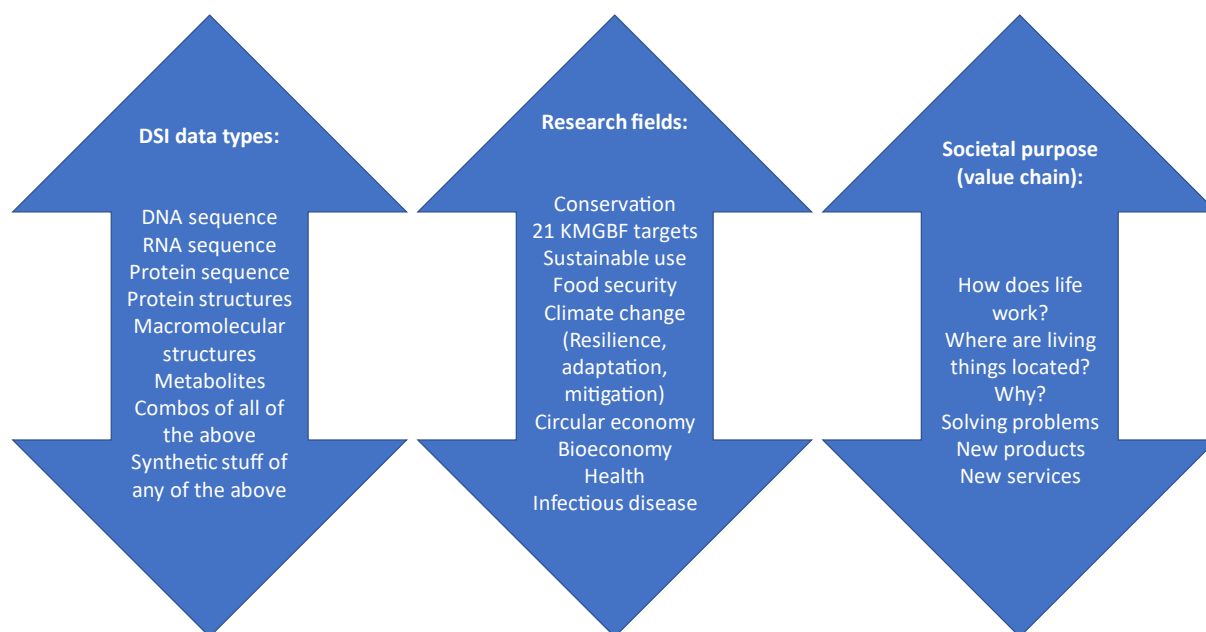 DSI data types:
DNA sequence
RNA sequence
Protein sequence
Protein structures
Macromolecular
structures
Metabolites
Combos of all of
the above
Synthetic stuff of
any of the above
Research fields:
Conservation
21 KMGBF targets
Sustainable use
Food security
Climate change
(Resilience,
adaptation,
mitigation)
Circular economy
Bioeconomy
Health
Infectious disease
Societal purpose
(value chain):
How does life
work?
Where are living
things located?
Why?
Solving problems
New products
New services